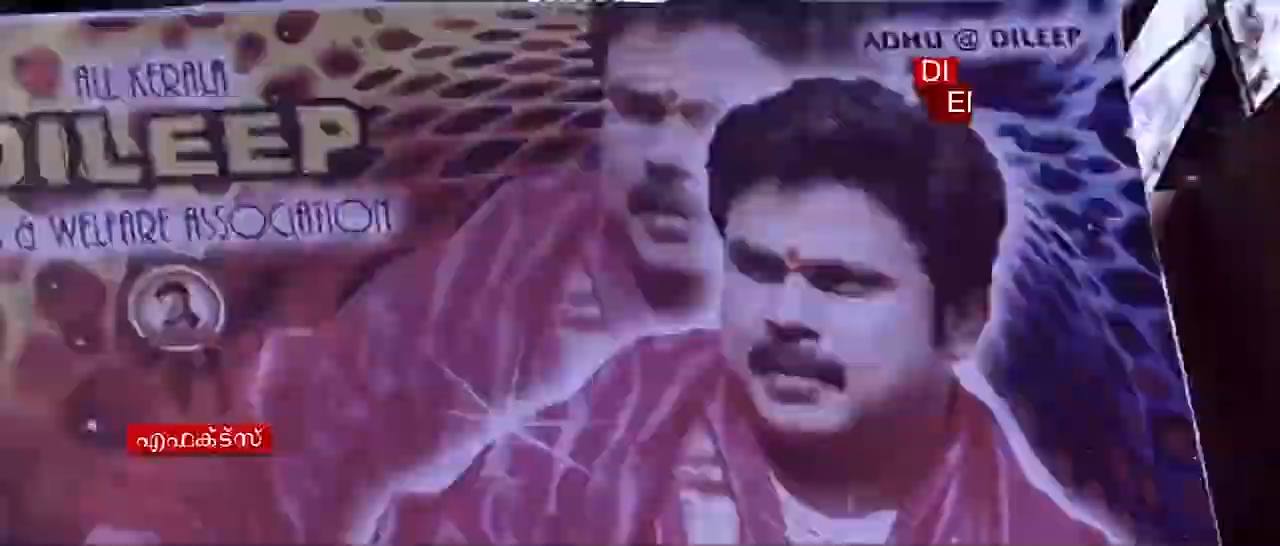 ALL KERALA
DILEEP
& WELFARE ASSOCIATION
ADHU @ DILEEP
DI
EI
എഫക്ട്സ്